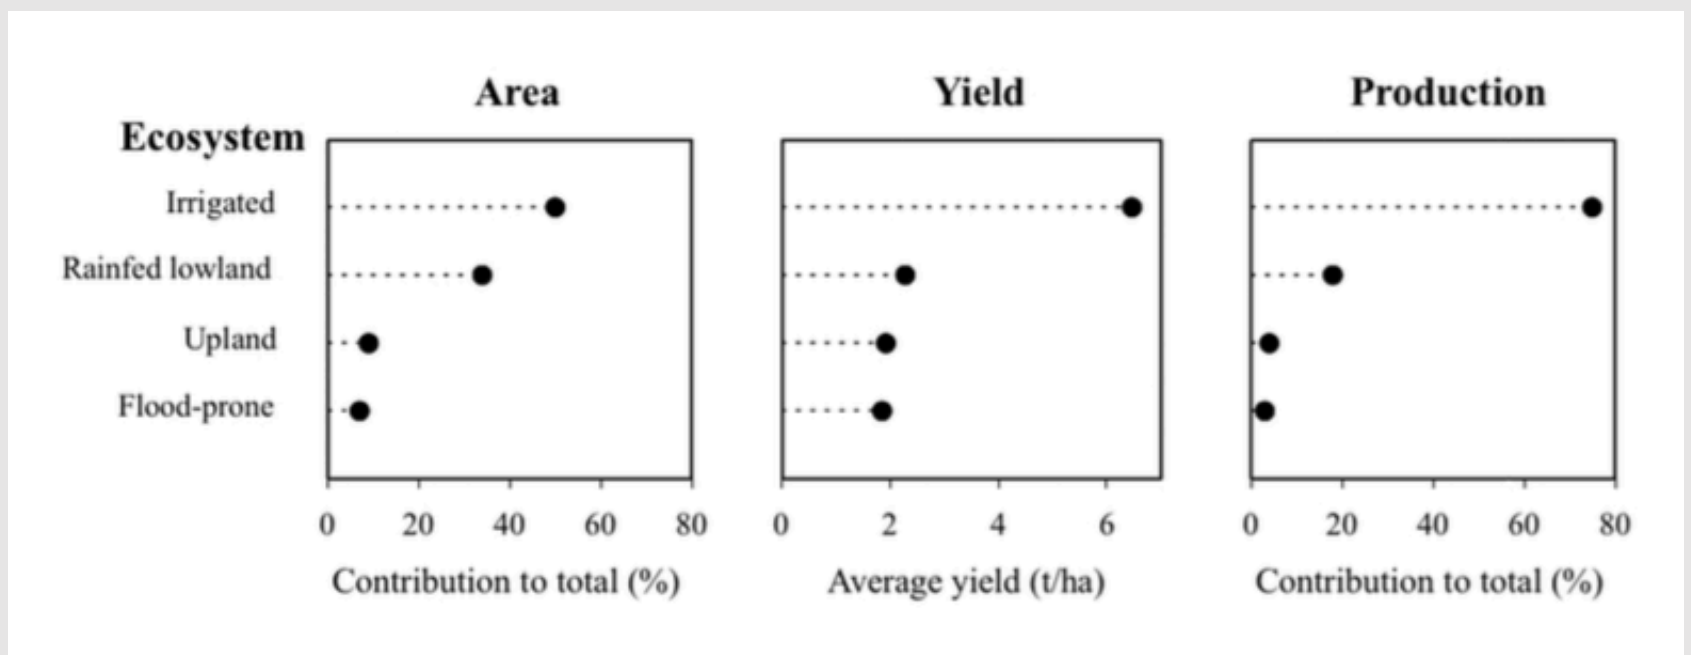 Area Yield Production
Ecosystem
Irrigated
Rainfed lowland
Upland
Flood-prone
0 20 40 60 80 0 2 4 6 0 20 40 60 80
Contribution to total (%) Average yield (t/ha) Contribution to total (%)